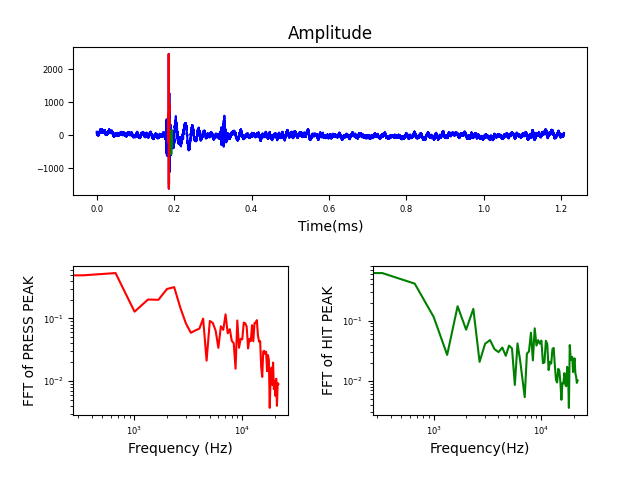 Amplitude
2000
1000
0
−1000
0.0 0.2 0.4 0.6 0.8 1.0 1.2
Time(ms)
FFT of PRESS PEAK
10⁻¹
10⁻²
10³ 10⁴
Frequency (Hz)
FFT of HIT PEAK
10⁻¹
10⁻²
10³ 10⁴
Frequency(Hz)